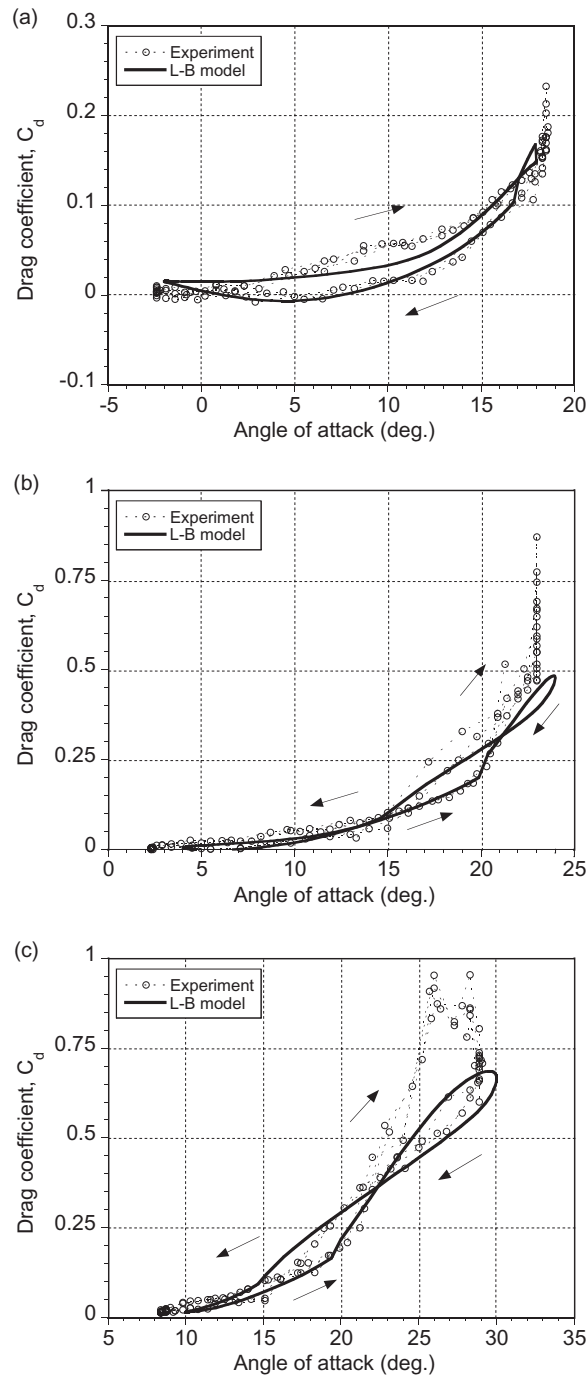 (a)
0.3
0.2
0.1
0
-0.1
Drag coefficient, C_d
Experiment
L-B model
-5 0 5 10 15 20
Angle of attack (deg.)
(b)
1
0.75
0.5
0.25
0
Drag coefficient, C_d
Experiment
L-B model
0 5 10 15 20 25
Angle of attack (deg.)
(c)
1
0.75
0.5
0.25
0
Drag coefficient, C_d
Experiment
L-B model
5 10 15 20 25 30 35
Angle of attack (deg.)